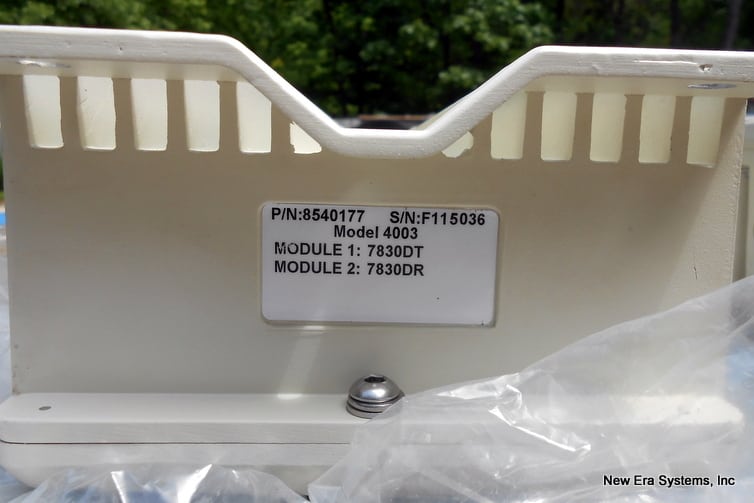 P/N:8540177 S/N:F115036
Model 4003
MODULE 1: 7830DT
MODULE 2: 7830DR
New Era Systems, Inc